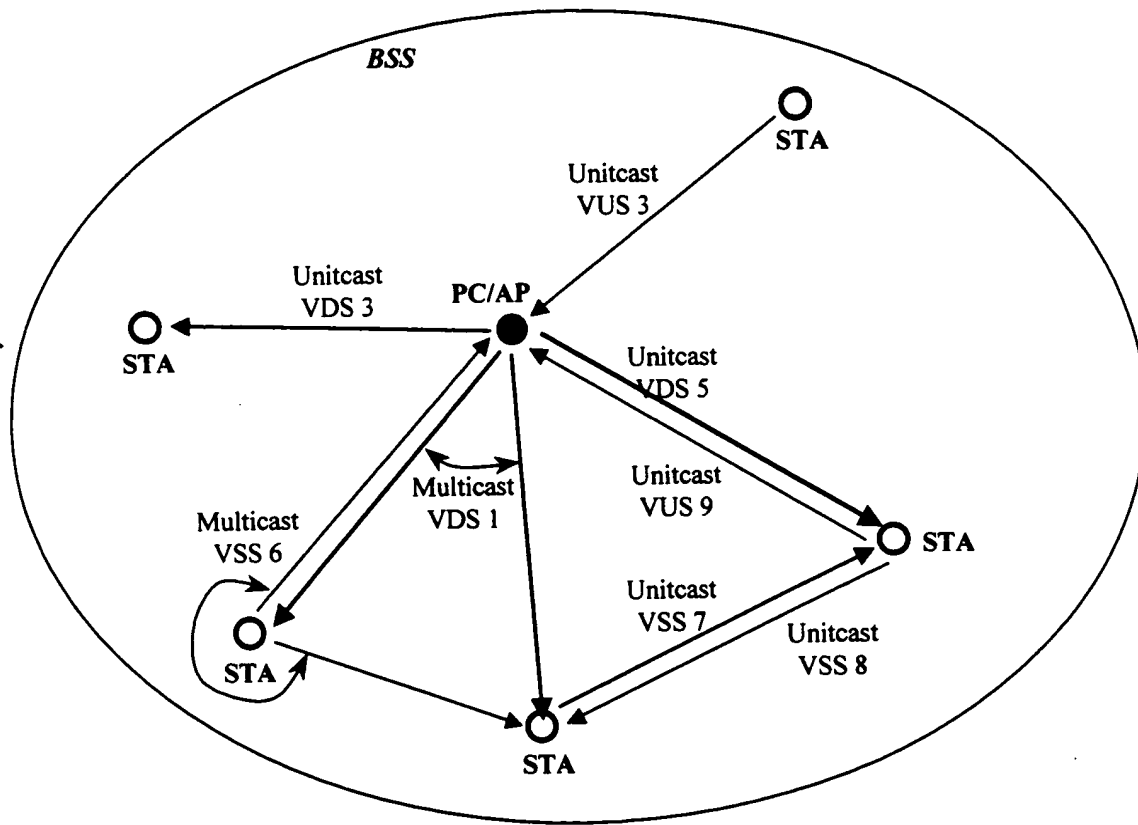 BSS
STA
Unitcast
VUS 3
Unitcast
VDS 3
PC/AP
STA
Unitcast
VDS 5
Multicast
VDS 1
Unitcast
VUS 9
Multicast
VSS 6
STA
Unitcast
VSS 7
Unitcast
VSS 8
STA
STA